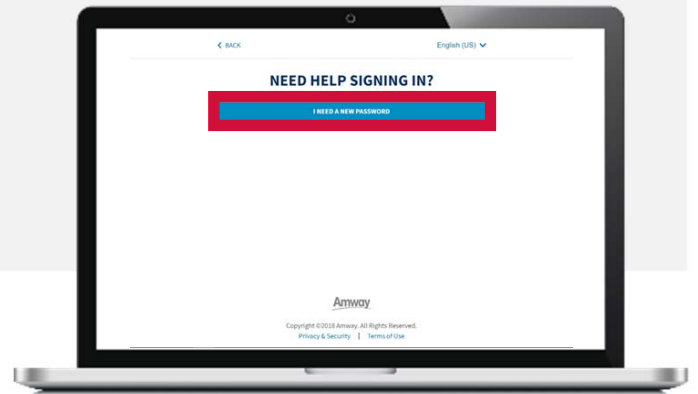 BACK
English (US)
NEED HELP SIGNING IN?
I NEED A NEW PASSWORD
Amway
Copyright ©2018 Amway. All Rights Reserved.
Privacy & Security | Terms of Use